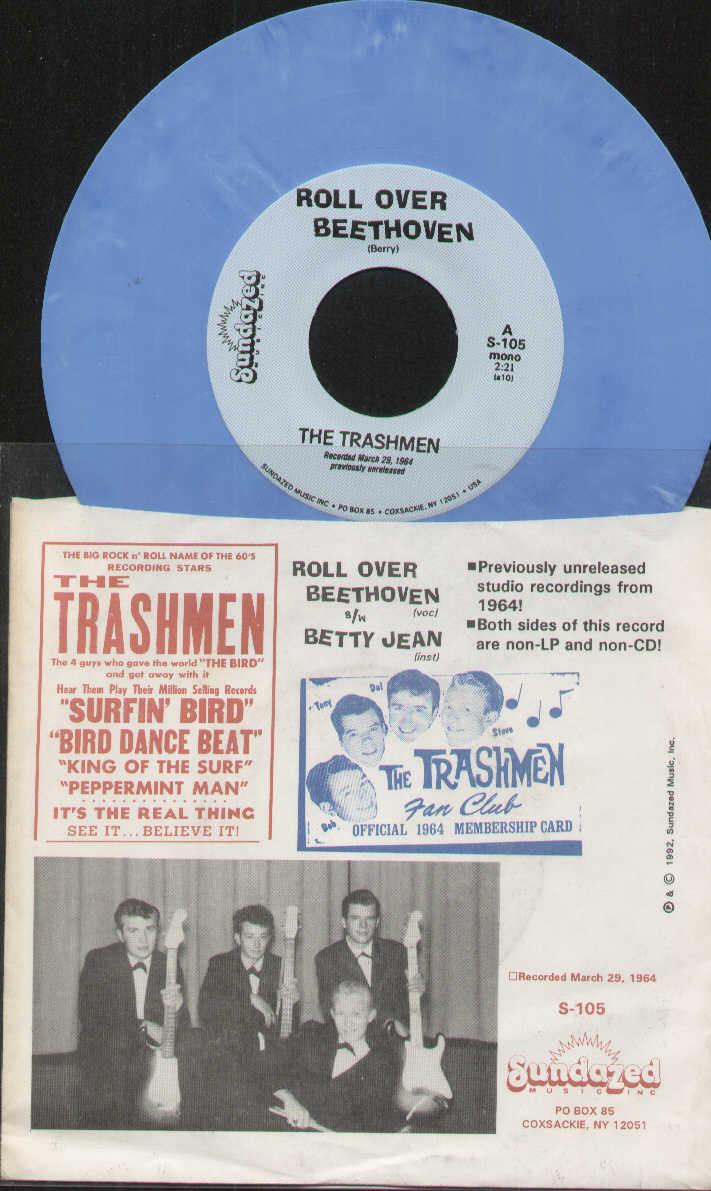 ROLL OVER
BEETHOVEN
(Berry)
Sundazed
MUSIC INC
A
S-105
mono
2:21
(s10)
THE TRASHMEN
Recorded March 29, 1964
previously unreleased
SUNDAZED MUSIC INC • PO BOX 85 • COXSACKIE, NY 12051 • USA
THE BIG ROCK n' ROLL NAME OF THE 60'S
RECORDING STARS
THE
TRASHMEN
The 4 guys who gave the world "THE BIRD"
and got away with it
Hear Them Play Their Million Selling Records
"SURFIN' BIRD"
"BIRD DANCE BEAT"
"KING OF THE SURF"
"PEPPERMINT MAN"
IT'S THE REAL THING
SEE IT...BELIEVE IT!
ROLL OVER
BEETHOVEN
B/W (voc)
BETTY JEAN
(inst)
■Previously unreleased
studio recordings from
1964!
■Both sides of this record
are non-LP and non-CD!
Tony
Dal
Steve
Bob
THE TRASHMEN
Fan Club
OFFICIAL 1964 MEMBERSHIP CARD
℗ & © 1992, Sundazed Music, Inc.
□Recorded March 29, 1964
S-105
Sundazed
MUSIC INC
PO BOX 85
COXSACKIE, NY 12051